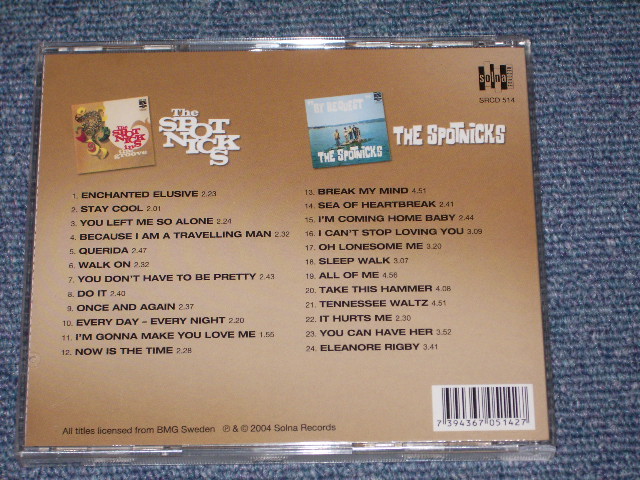 solna
SRCD 514
The
SPOT
NICKS
THE SPOTNICKS
BY REQUEST
THE SPOTNICKS
1. ENCHANTED ELUSIVE 2.23
2. STAY COOL 2.01
3. YOU LEFT ME SO ALONE 2.24
4. BECAUSE I AM A TRAVELLING MAN 2.32
5. QUERIDA 2.47
6. WALK ON 2.32
7. YOU DON'T HAVE TO BE PRETTY 2.43
8. DO IT 2.40
9. ONCE AND AGAIN 2.37
10. EVERY DAY – EVERY NIGHT 2.20
11. I'M GONNA MAKE YOU LOVE ME 1.55
12. NOW IS THE TIME 2.28
13. BREAK MY MIND 4.51
14. SEA OF HEARTBREAK 2.41
15. I'M COMING HOME BABY 2.44
16. I CAN'T STOP LOVING YOU 3.09
17. OH LONESOME ME 3.20
18. SLEEP WALK 3.07
19. ALL OF ME 4.56
20. TAKE THIS HAMMER 4.08
21. TENNESSEE WALTZ 4.51
22. IT HURTS ME 2.30
23. YOU CAN HAVE HER 3.52
24. ELEANORE RIGBY 3.41
All titles licensed from BMG Sweden ℗ & © 2004 Solna Records
7 394367 051427